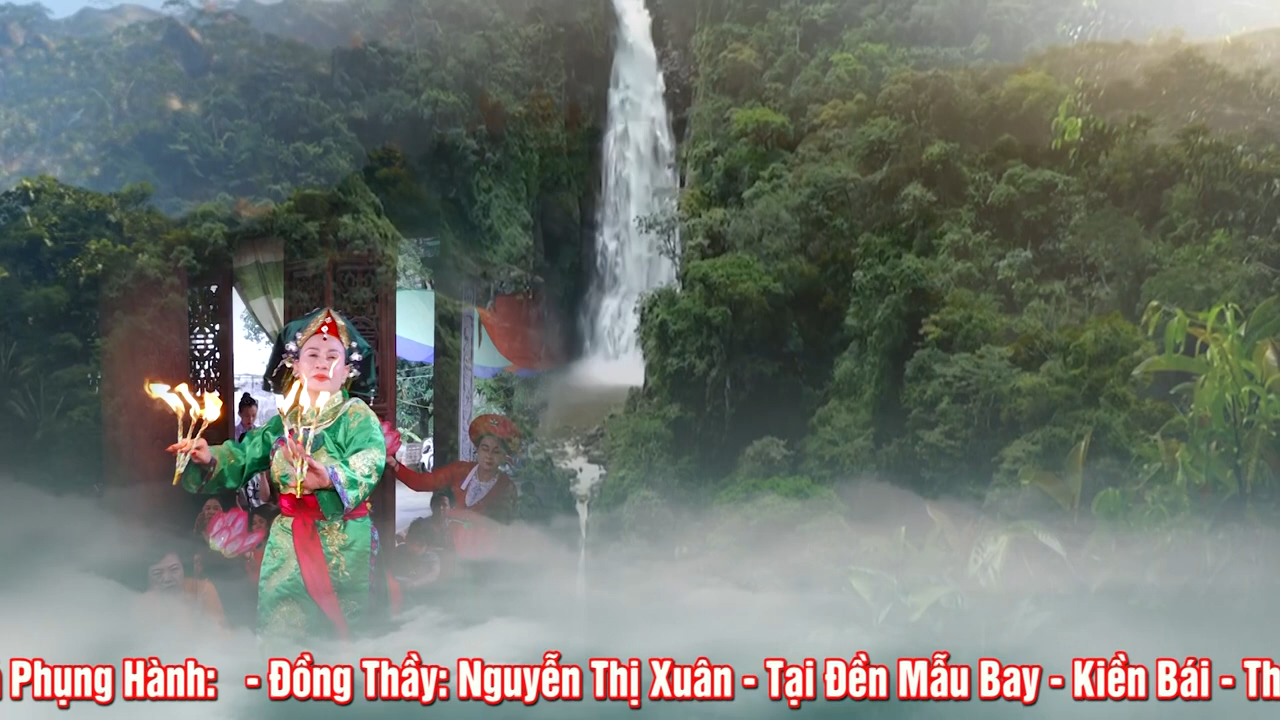 Phụng Hành:   - Đồng Thầy: Nguyễn Thị Xuân - Tại Đền Mẫu Bay - Kiền Bái - Th